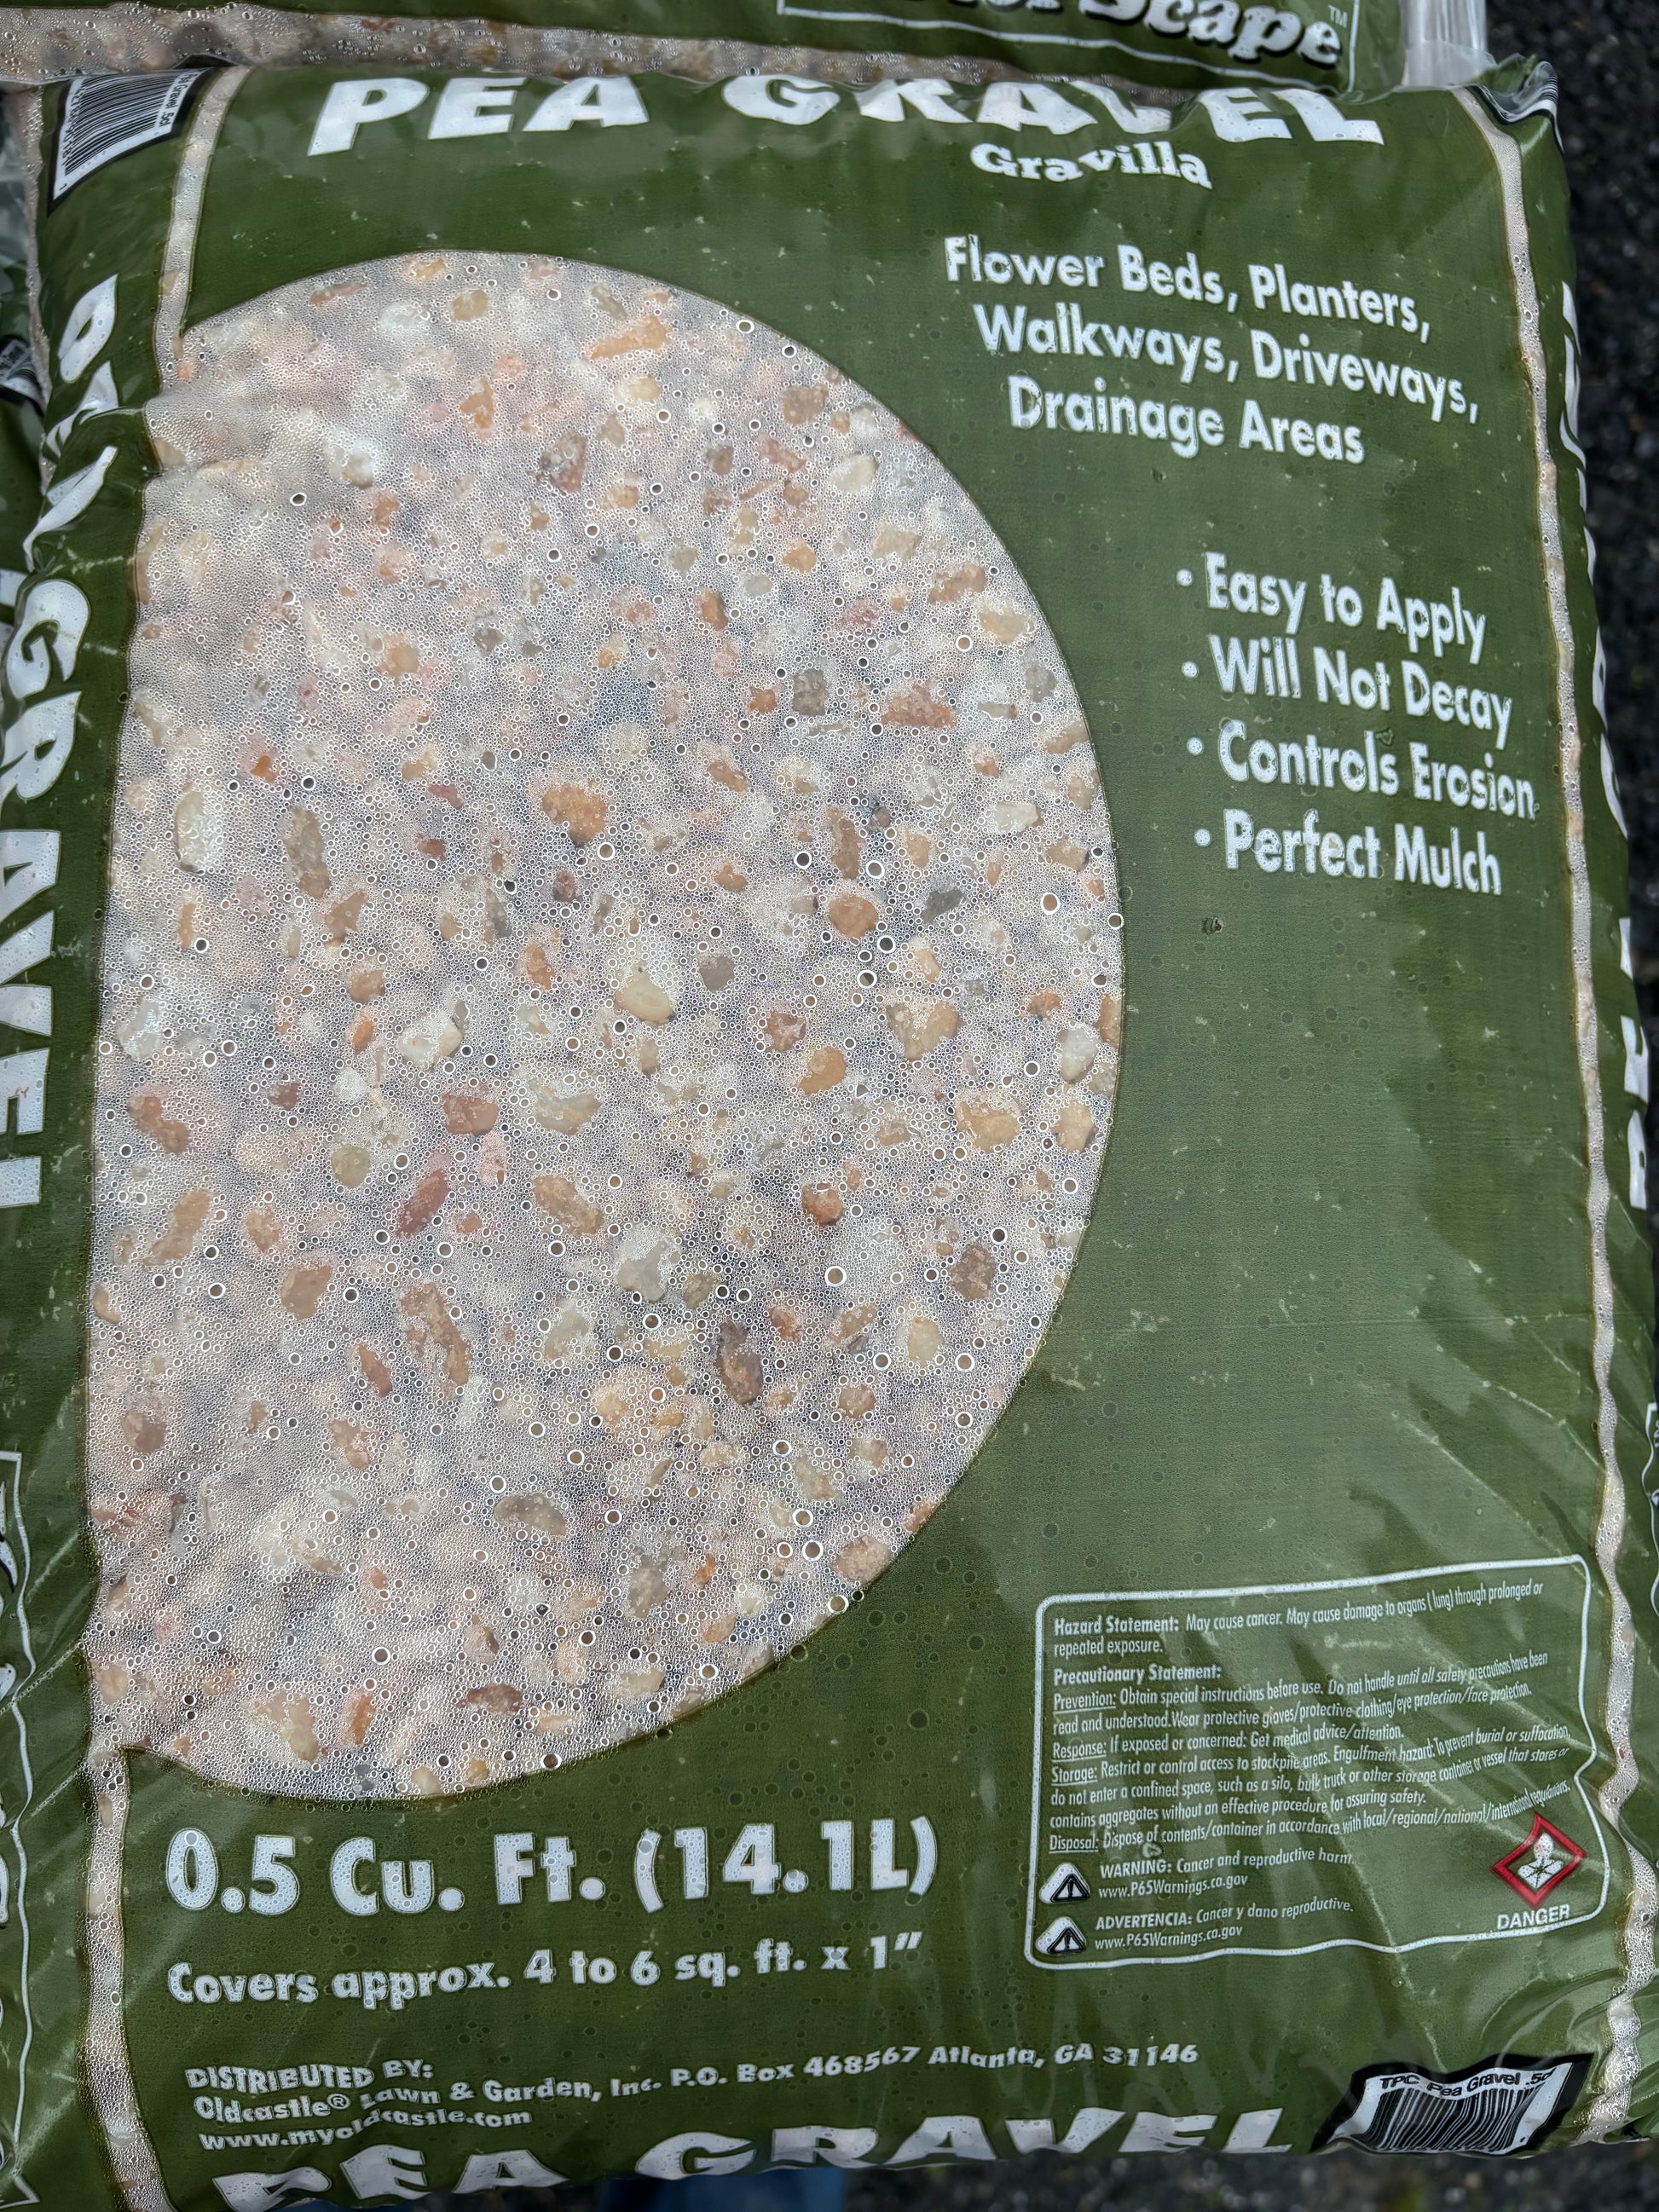 Scape™
PEA GRAVEL
Gravilla
Flower Beds, Planters,
Walkways, Driveways,
Drainage Areas
• Easy to Apply
• Will Not Decay
• Controls Erosion
• Perfect Mulch
PEA GRAVEL
Hazard Statement: May cause cancer. May cause damage to organs (lung) through prolonged or
repeated exposure.
Precautionary Statement:
Prevention: Obtain special instructions before use. Do not handle until all safety precautions have been
read and understood.Wear protective gloves/protective clothing/eye protection/face protection.
Response: If exposed or concerned: Get medical advice/attention.
Storage: Restrict or control access to stockpile areas. Engulfment hazard: To prevent burial or suffocation,
do not enter a confined space, such as a silo, bulk truck or other storage container or vessel that stores or
contains aggregates without an effective procedure for assuring safety.
Disposal: Dispose of contents/container in accordance with local/regional/national/international regulations.
WARNING: Cancer and reproductive harm.
www.P65Warnings.ca.gov
ADVERTENCIA: Cancer y dano reproductive.
www.P65Warnings.ca.gov
DANGER
0.5 Cu. Ft. (14.1L)
Covers approx. 4 to 6 sq. ft. x 1"
DISTRIBUTED BY:
Oldcastle® Lawn & Garden, Inc. P.O. Box 468567 Atlanta, GA 31146
www.myoldcastle.com
TPC Pea Gravel
PEA GRAVEL